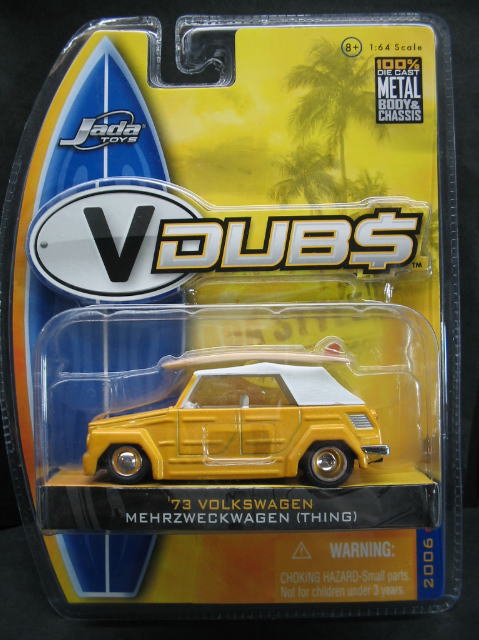 8+ 1:64 Scale
100%
DIE CAST
METAL
BODY &
CHASSIS
Jada
TOYS
V DUB$ ™
'73 VOLKSWAGEN
MEHRZWECKWAGEN (THING)
WARNING:
CHOKING HAZARD-Small parts.
Not for children under 3 years.
2006